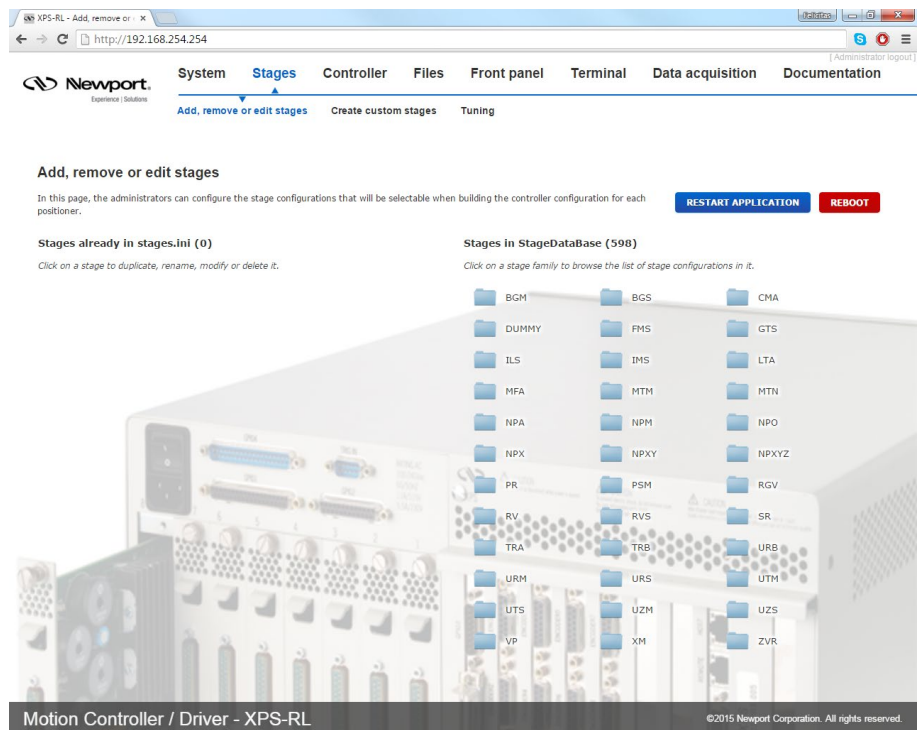 XPS-RL - Add, remove or
Felicitas
http://192.168.254.254
[ Administrator logout ]
Newport.
Experience | Solutions
System Stages Controller Files Front panel Terminal Data acquisition Documentation
Add, remove or edit stages Create custom stages Tuning
Add, remove or edit stages
In this page, the administrators can configure the stage configurations that will be selectable when building the controller configuration for each
positioner.
RESTART APPLICATION REBOOT
Stages already in stages.ini (0)
Click on a stage to duplicate, rename, modify or delete it.
Stages in StageDataBase (598)
Click on a stage family to browse the list of stage configurations in it.
BGM BGS CMA
DUMMY FMS GTS
ILS IMS LTA
MFA MTM MTN
NPA NPM NPO
NPX NPXY NPXYZ
PR PSM RGV
RV RVS SR
TRA TRB URB
URM URS UTM
UTS UZM UZS
VP XM ZVR
Motion Controller / Driver - XPS-RL
©2015 Newport Corporation. All rights reserved.